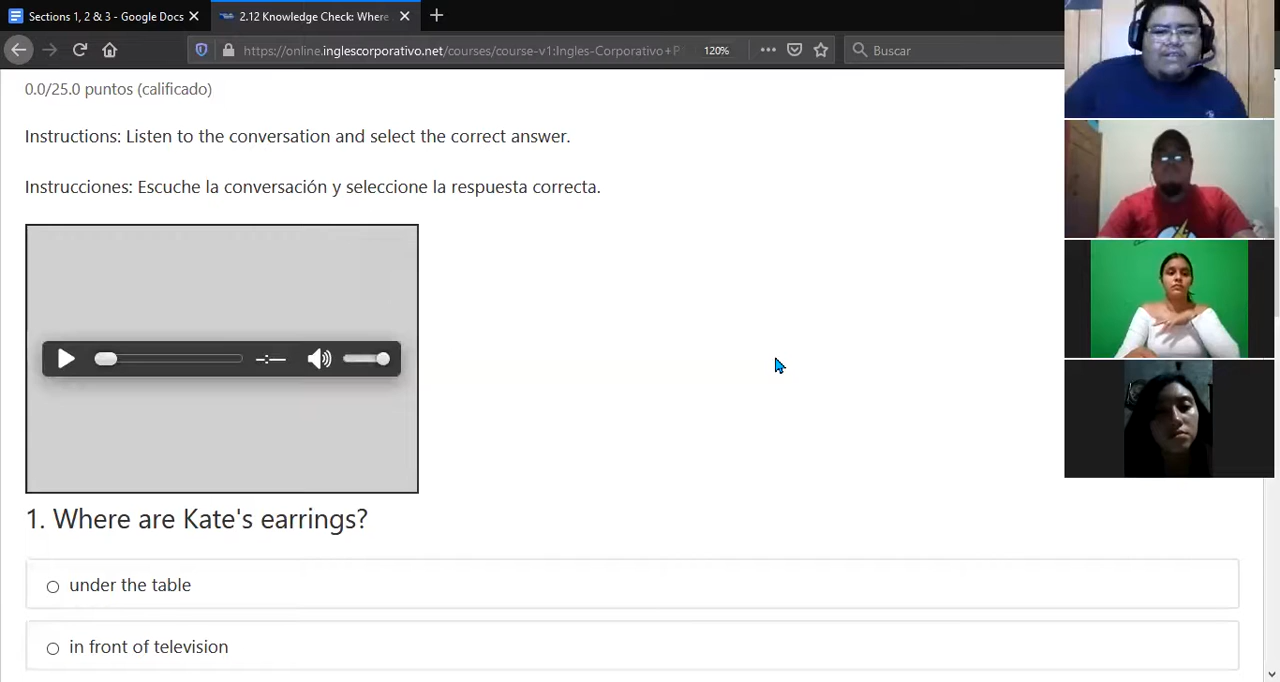 Sections 1, 2 & 3 - Google Docs
2.12 Knowledge Check: Where
https://online.inglescorporativo.net/courses/course-v1:Ingles-Corporativo+P
120%
Buscar
0.0/25.0 puntos (calificado)
Instructions: Listen to the conversation and select the correct answer.
Instrucciones: Escuche la conversación y seleccione la respuesta correcta.
-:--
1. Where are Kate's earrings?
under the table
in front of television